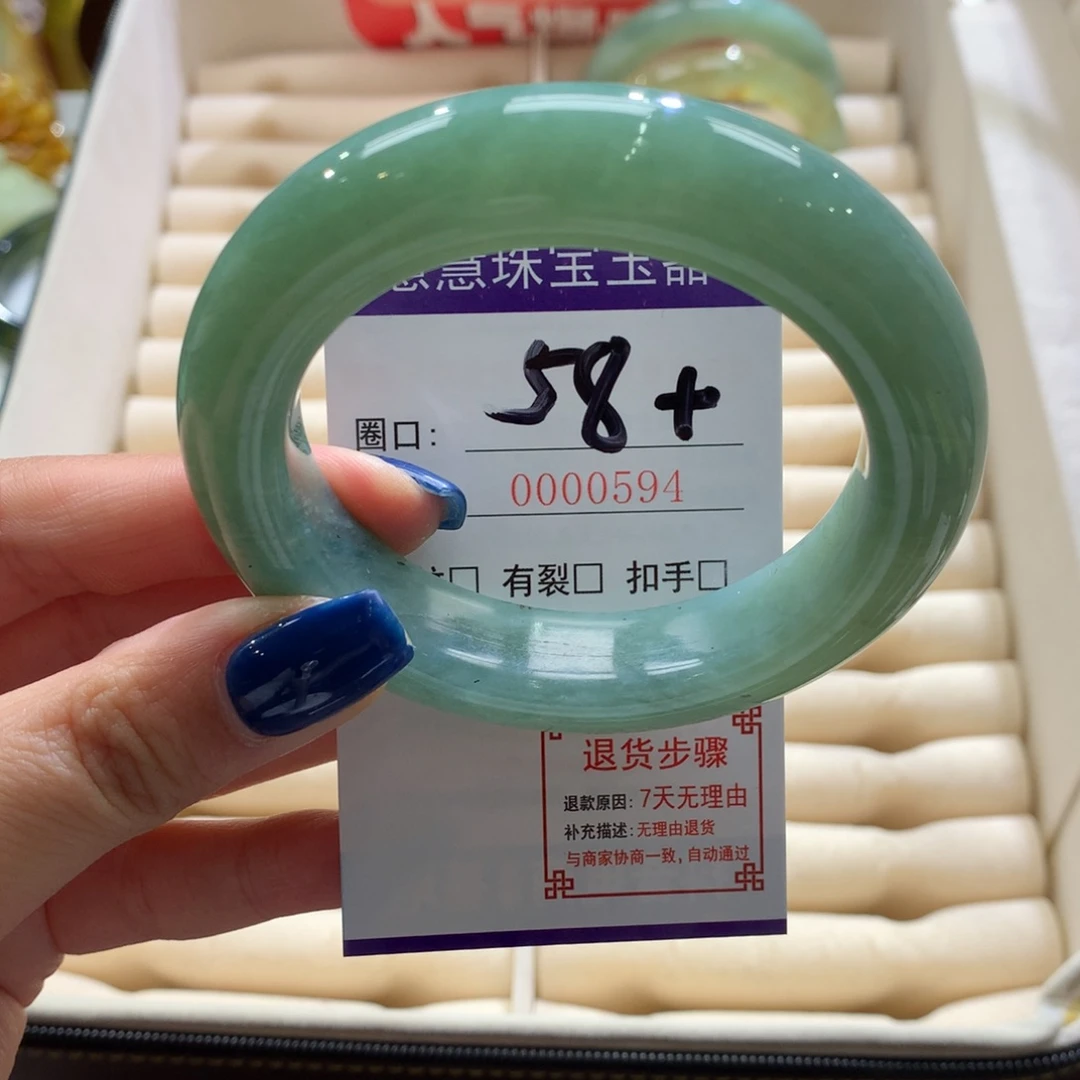 慧珠宝玉器
58+
圈口:
0000594
有裂□ 扣手□
退货步骤
退款原因: 7天无理由
补充描述: 无理由退货
与商家协商一致, 自动通过